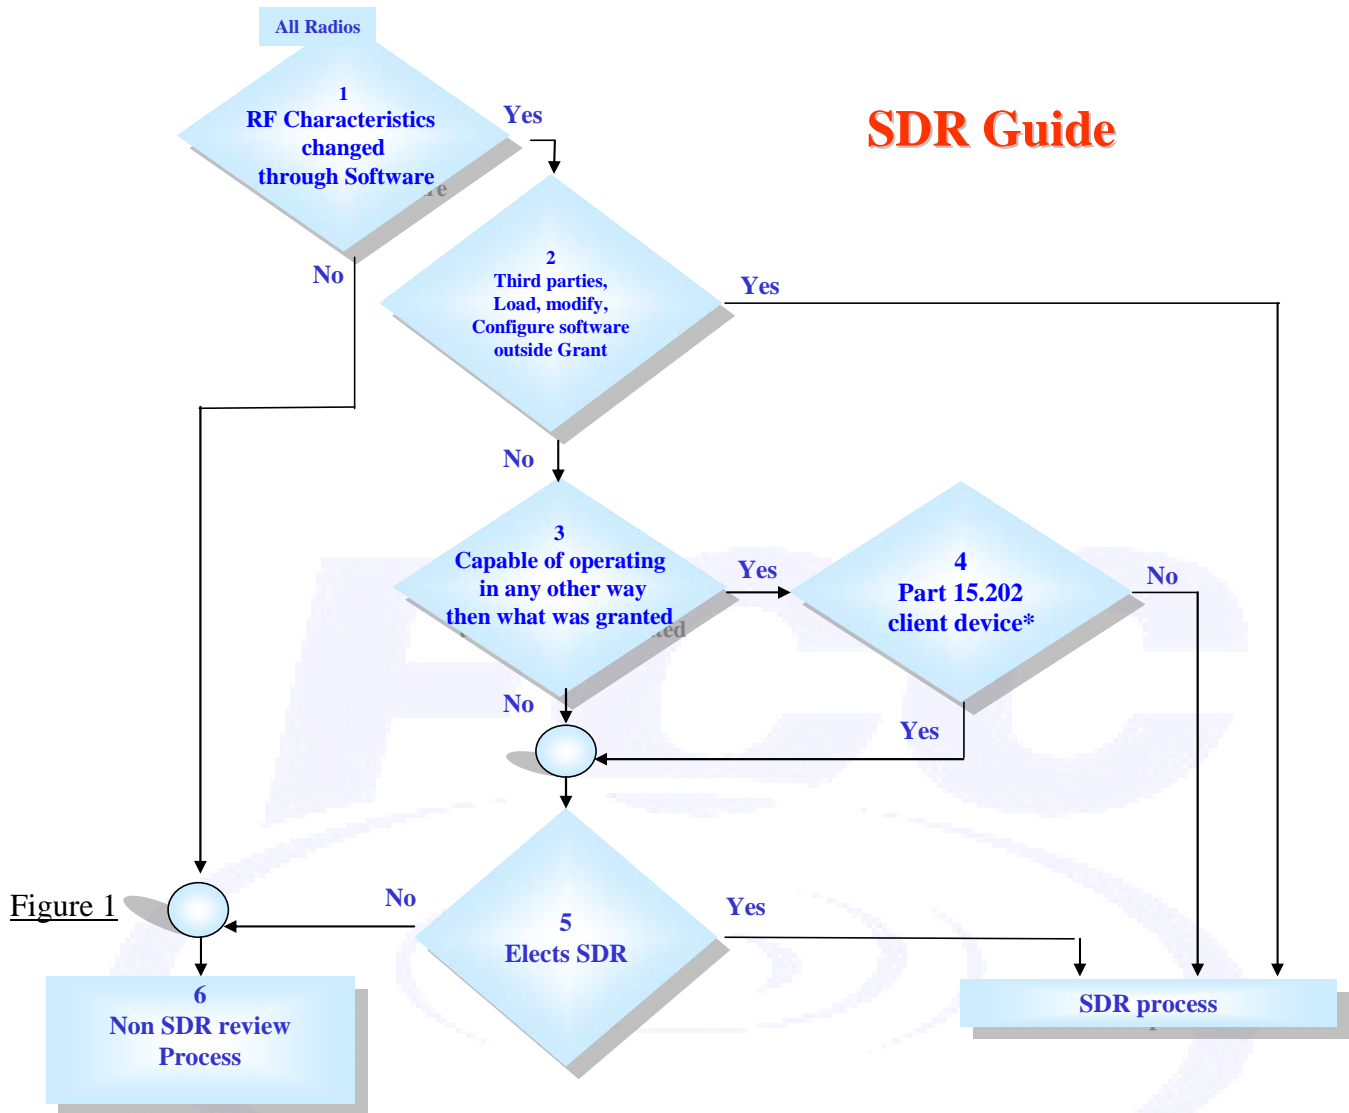 All Radios
SDR Guide
1
RF Characteristics
changed
through Software
Yes
No
2
Third parties,
Load, modify,
Configure software
outside Grant
Yes
No
3
Capable of operating
in any other way
then what was granted
Yes
No
4
Part 15.202
client device*
No
Yes
5
Elects SDR
No
Yes
Figure 1
6
Non SDR review
Process
SDR process
FCC